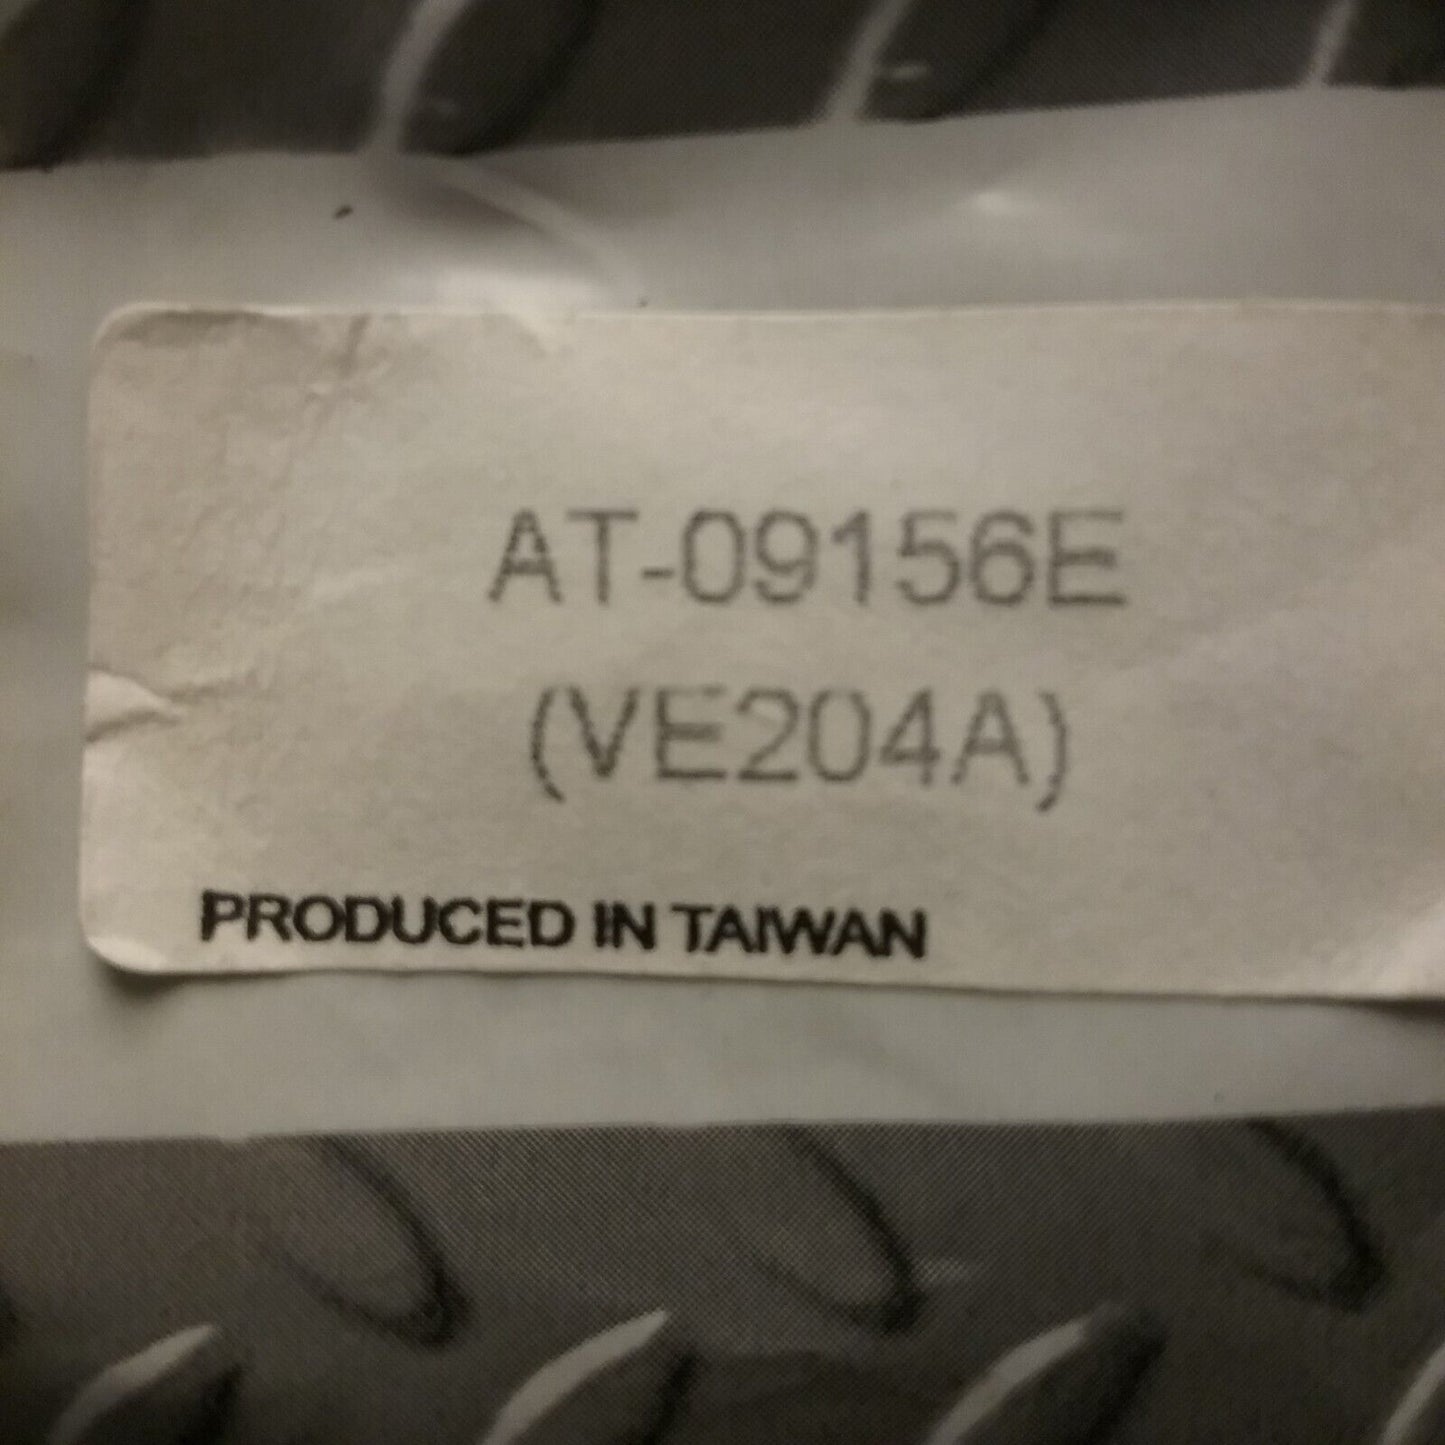 AT-09156E
(VE204A)
PRODUCED IN TAIWAN